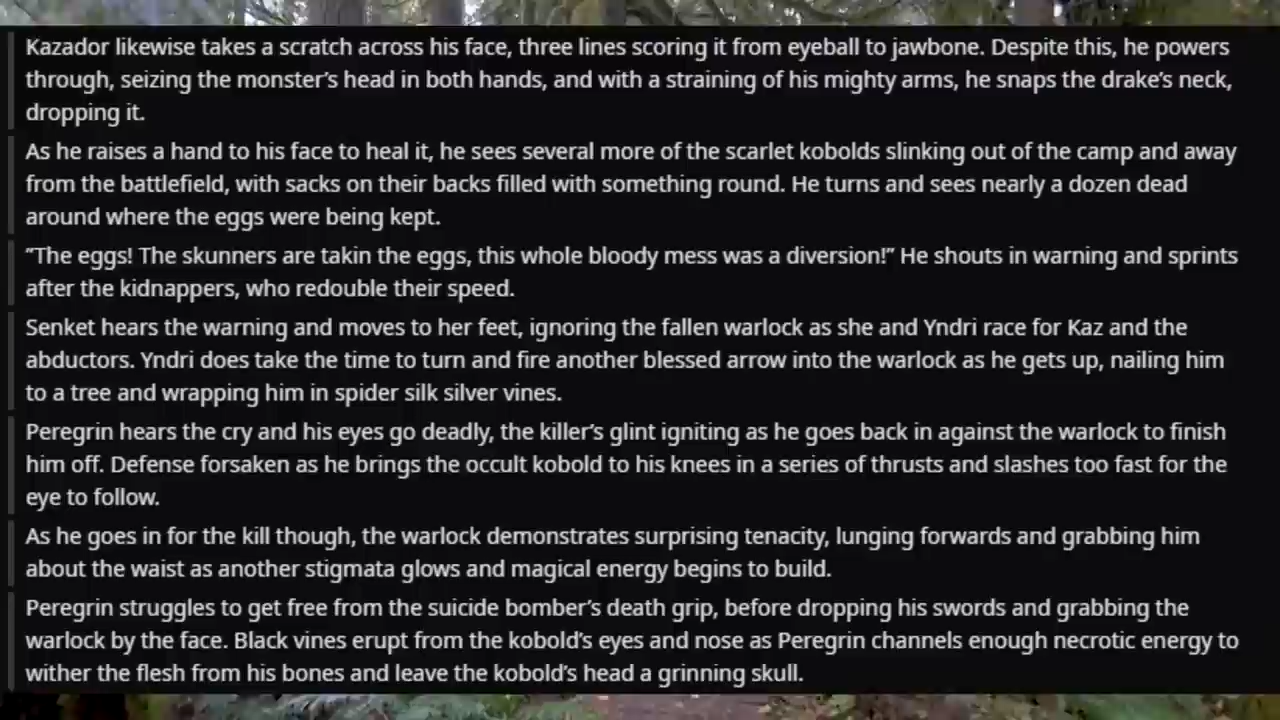 Kazador likewise takes a scratch across his face, three lines scoring it from eyeball to jawbone. Despite this, he powers
through, seizing the monster's head in both hands, and with a straining of his mighty arms, he snaps the drake's neck,
dropping it.
As he raises a hand to his face to heal it, he sees several more of the scarlet kobolds slinking out of the camp and away
from the battlefield, with sacks on their backs filled with something round. He turns and sees nearly a dozen dead
around where the eggs were being kept.
“The eggs! The skunners are takin the eggs, this whole bloody mess was a diversion!” He shouts in warning and sprints
after the kidnappers, who redouble their speed.
Senket hears the warning and moves to her feet, ignoring the fallen warlock as she and Yndri race for Kaz and the
abductors. Yndri does take the time to turn and fire another blessed arrow into the warlock as he gets up, nailing him
to a tree and wrapping him in spider silk silver vines.
Peregrin hears the cry and his eyes go deadly, the killer's glint igniting as he goes back in against the warlock to finish
him off. Defense forsaken as he brings the occult kobold to his knees in a series of thrusts and slashes too fast for the
eye to follow.
As he goes in for the kill though, the warlock demonstrates surprising tenacity, lunging forwards and grabbing him
about the waist as another stigmata glows and magical energy begins to build.
Peregrin struggles to get free from the suicide bomber's death grip, before dropping his swords and grabbing the
warlock by the face. Black vines erupt from the kobold's eyes and nose as Peregrin channels enough necrotic energy to
wither the flesh from his bones and leave the kobold's head a grinning skull.